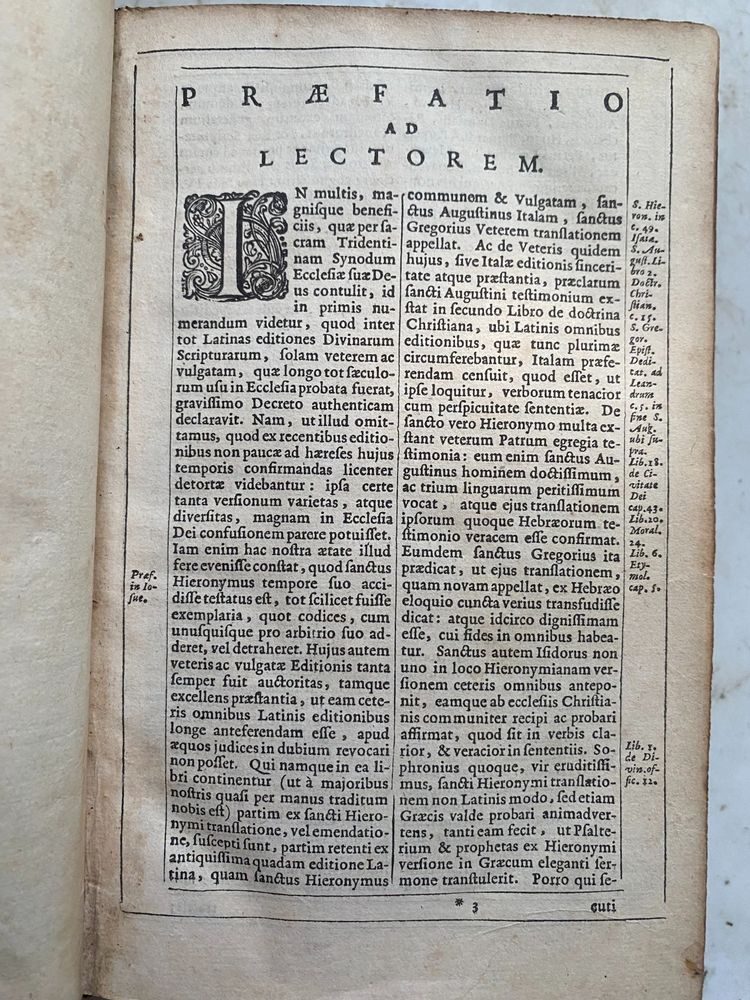 PRÆFATIO
AD
LECTOREM.
IN multis, ma-
gnisque benefi-
ciis, quæ per sa-
cram Tridenti-
nam Synodum
Ecclesiæ suæ De-
us contulit, id
in primis nu-
merandum videtur, quod inter
tot Latinas editiones Divinarum
Scripturarum, solam veterem ac
vulgatam, quæ longo tot sæculo-
rum usu in Ecclesia probata fuerat,
gravissimo Decreto authenticam
declaravit. Nam, ut illud omit-
tamus, quod ex recentibus editio-
nibus non paucæ ad hæreses hujus
temporis confirmandas licenter
detortæ videbantur: ipsa certe
tanta versionum varietas, atque
diversitas, magnam in Ecclesia
Dei confusionem parere potuisset.
Iam enim hac nostra ætate illud
fere evenisse constat, quod sanctus
Hieronymus tempore suo acci-
disse testatus est, tot scilicet fuisse
exemplaria, quot codices, cum
unusquisque pro arbitrio suo ad-
deret, vel detraheret. Hujus autem
veteris ac vulgatæ Editionis tanta
semper fuit auctoritas, tamque
excellens præstantia, ut eam cete-
ris omnibus Latinis editionibus
longe anteferendam esse, apud
æquos judices in dubium revocari
non posset. Qui namque in ea li-
bri continentur (ut à majoribus
nostris quasi per manus traditum
nobis est) partim ex sancti Hiero-
nymi translatione, vel emendatio-
ne, suscepti sunt, partim retenti ex
antiquissima quadam editione La-
tina, quam sanctus Hieronymus
Præf.
in Io-
sue.
communem & Vulgatam, san-
ctus Augustinus Italam, sanctus
Gregorius Veterem translationem
appellat. Ac de Veteris quidem
hujus, sive Italæ editionis sinceri-
tate atque præstantia, præclarum
sancti Augustini testimonium ex-
stat in secundo Libro de doctrina
Christiana, ubi Latinis omnibus
editionibus, quæ tunc plurimæ
circumferebantur, Italam præfe-
rendam censuit, quod esset, ut
ipse loquitur, verborum tenacior
cum perspicuitate sententiæ. De
sancto vero Hieronymo multa ex-
stant veterum Patrum egregia te-
stimonia: eum enim sanctus Au-
gustinus hominem doctissimum,
ac trium linguarum peritissimum
vocat, atque ejus translationem
ipsorum quoque Hebræorum te-
stimonio veracem esse confirmat.
Eumdem sanctus Gregorius ita
prædicat, ut ejus translationem,
quam novam appellat, ex Hebræo
eloquio cuncta verius transfudisse
dicat: atque idcirco dignissimam
esse, cui fides in omnibus habea-
tur. Sanctus autem Isidorus non
uno in loco Hieronymianam ver-
sionem ceteris omnibus antepo-
nit, eamque ab ecclesiis Christia-
nis communiter recipi ac probari
affirmat, quod sit in verbis cla-
rior, & veracior in sententiis. So-
phronius quoque, vir eruditissi-
mus, sancti Hieronymi translatio-
nem non Latinis modo, sed etiam
Græcis valde probari animadver-
tens, tanti eam fecit, ut Psalte-
rium & prophetas ex Hieronymi
versione in Græcum eleganti ser-
mone transtulerit. Porro qui se-
S. Hie-
ron. in
c. 49.
Isaia.
S. Au-
gust. Li-
bro 2.
Doctr.
Chri-
stian.
c. 15.
S. Gre-
gor.
Epist.
Dedi-
cat. ad
Lean-
drum
c. 5. in
fine S.
Aug.
ubi su-
pra.
Lib. 18.
de Ci-
vitate
Dei
cap. 43.
Lib. 20.
Moral.
24.
Lib. 6.
Ety-
mol.
cap. 5.
Lib. 1.
de Di-
vin. of-
fic. 12.
* 3
cuti